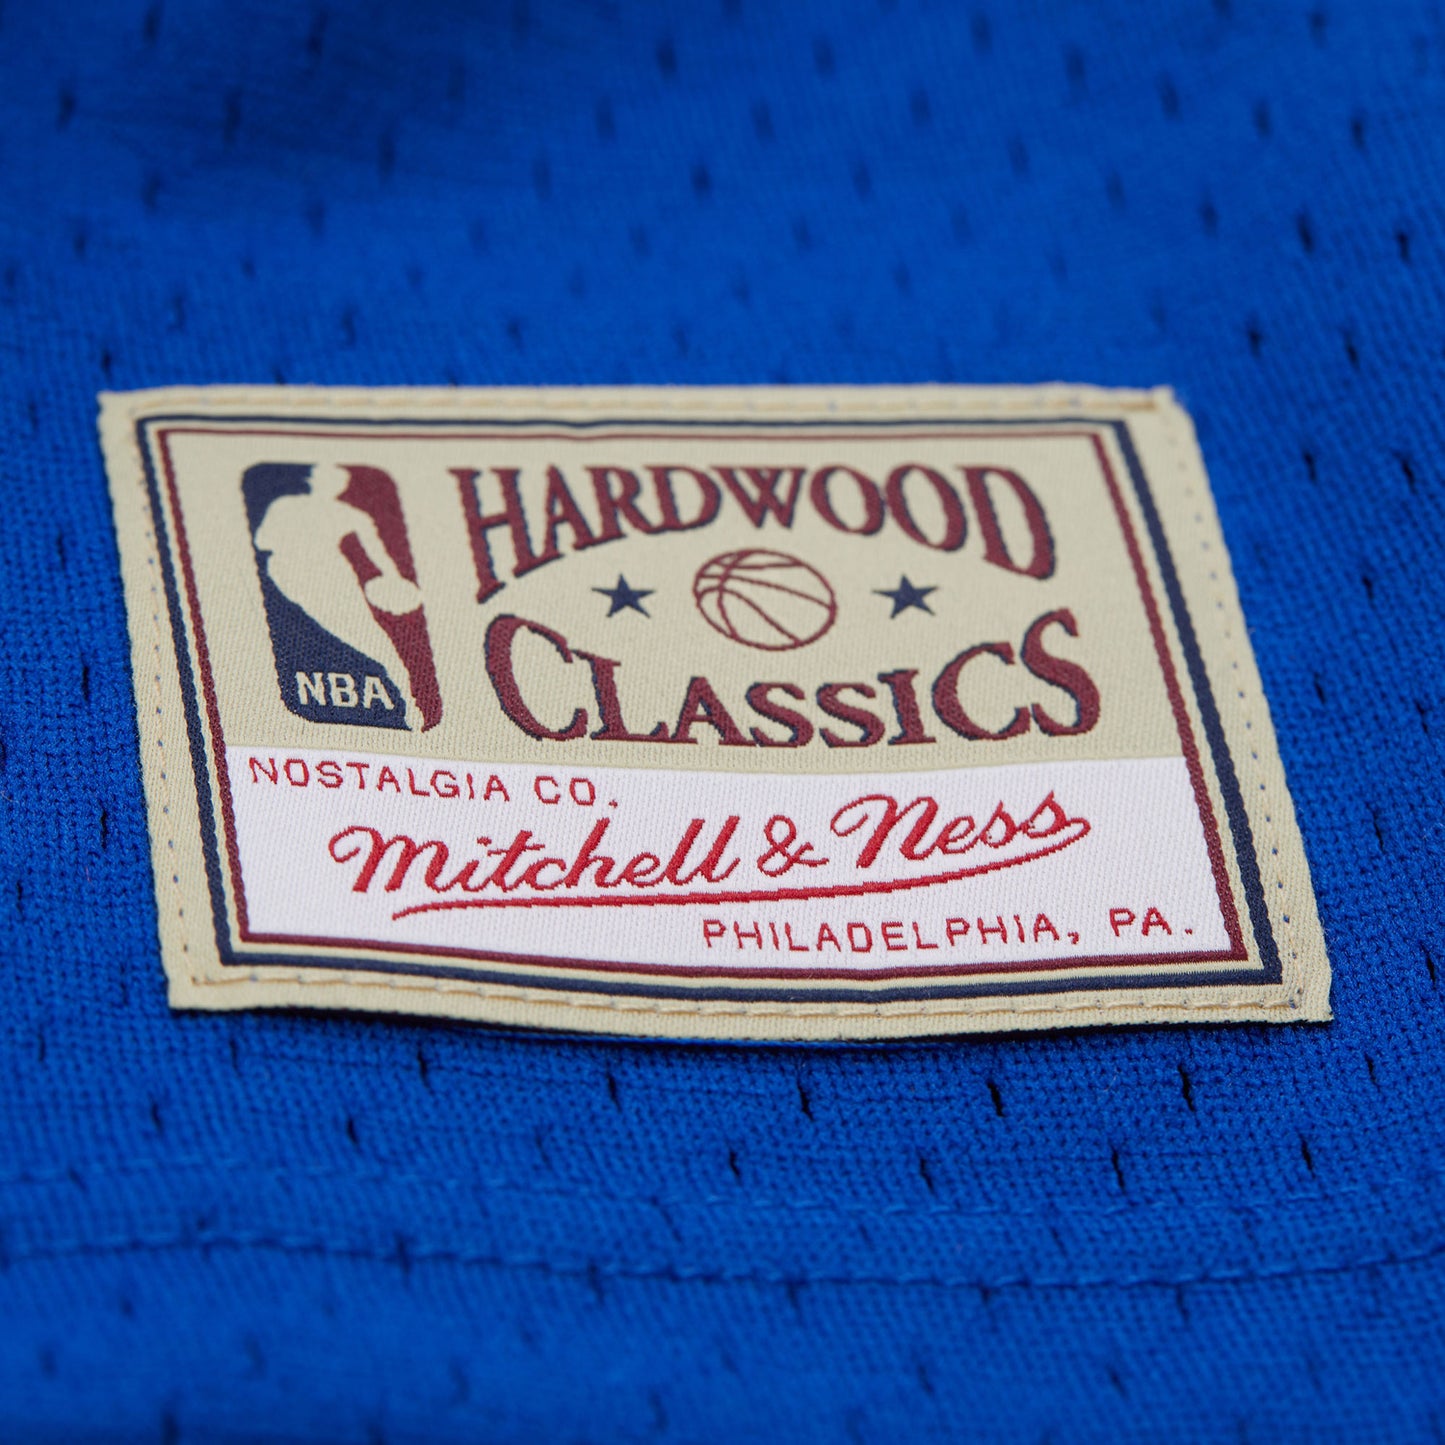 NBA
HARDWOOD
CLASSICS
NOSTALGIA CO.
Mitchell & Ness
PHILADELPHIA, PA.